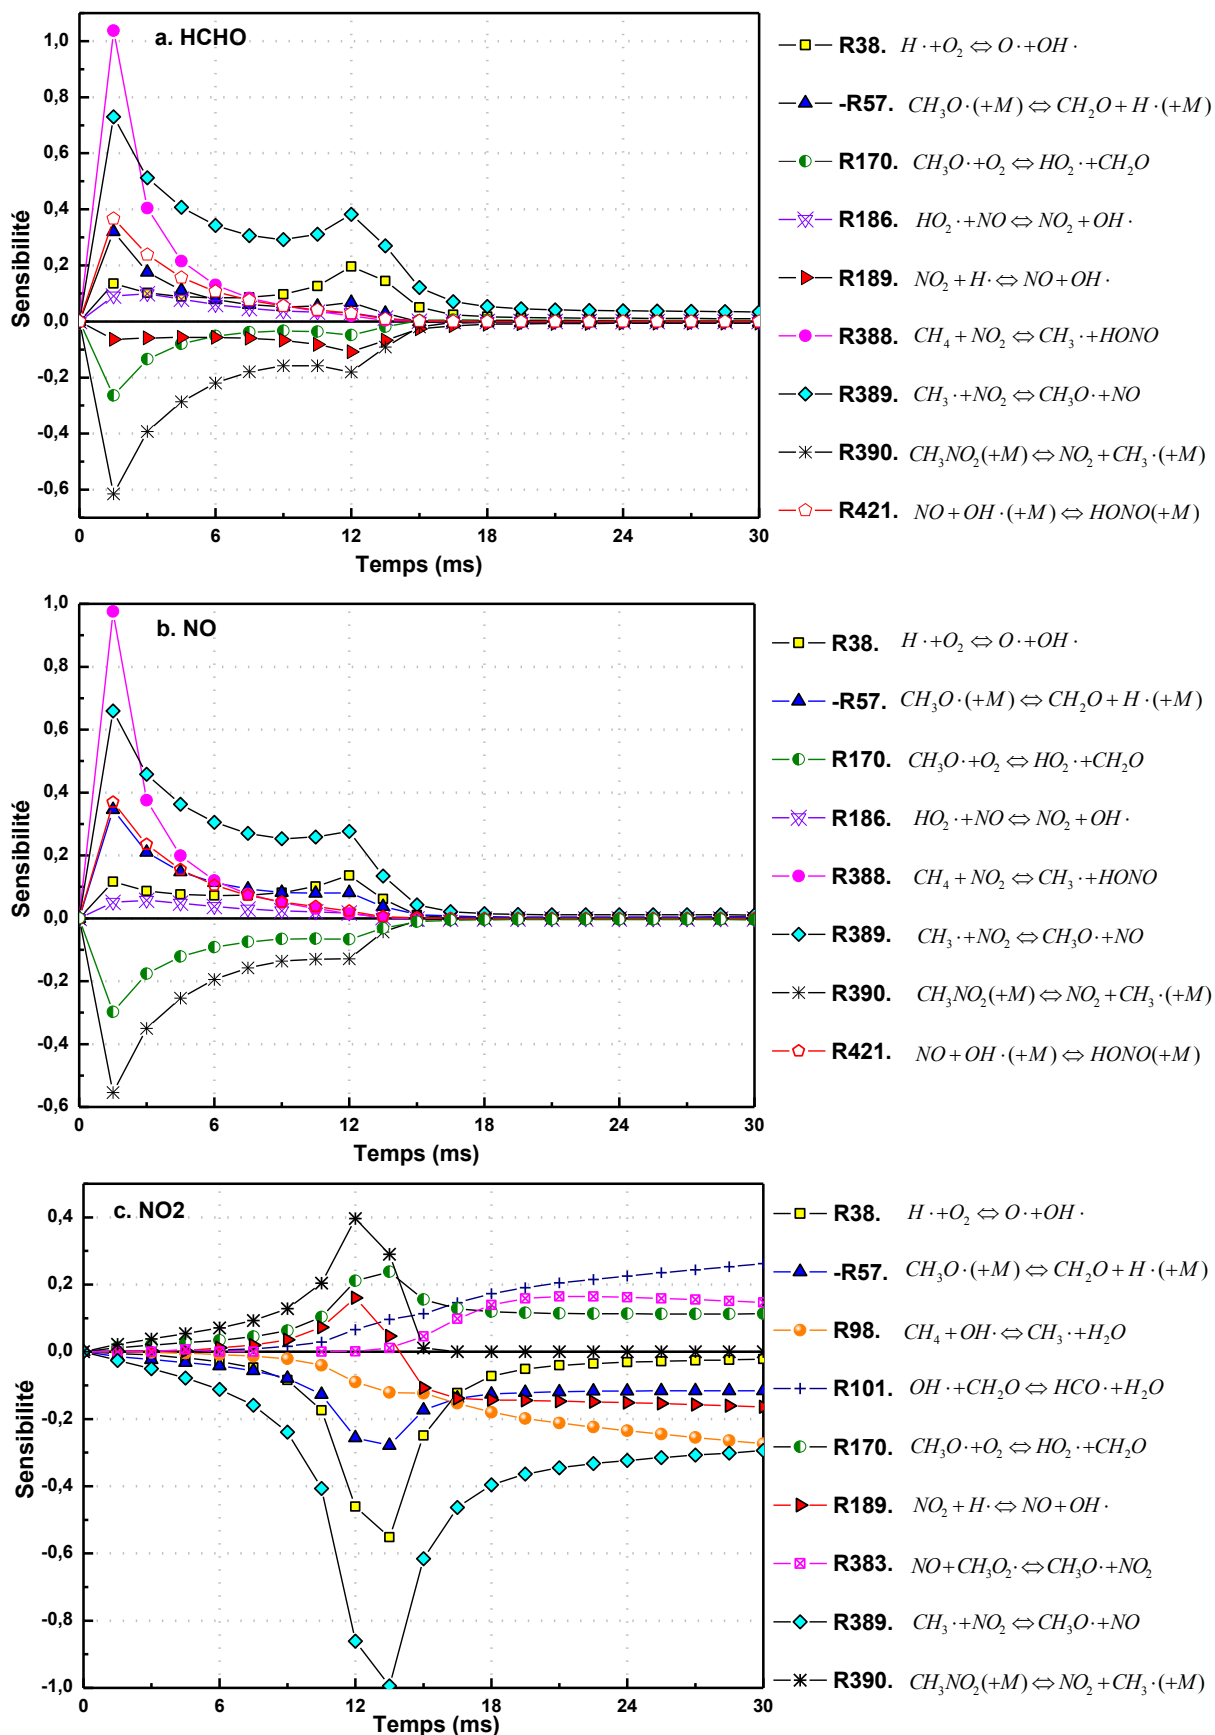 a. HCHO
Sensibilité
1,0
0,8
0,6
0,4
0,2
0,0
-0,2
-0,4
-0,6
0 6 12 18 24 30
Temps (ms)
R38. H·+O₂ ⇔ O·+OH·
-R57. CH₃O·(+M) ⇔ CH₂O + H·(+M)
R170. CH₃O·+O₂ ⇔ HO₂·+CH₂O
R186. HO₂·+NO ⇔ NO₂ + OH·
R189. NO₂ + H· ⇔ NO + OH·
R388. CH₄ + NO₂ ⇔ CH₃·+HONO
R389. CH₃·+NO₂ ⇔ CH₃O·+NO
R390. CH₃NO₂(+M) ⇔ NO₂ + CH₃·(+M)
R421. NO + OH·(+M) ⇔ HONO(+M)
b. NO
Sensibilité
1,0
0,8
0,6
0,4
0,2
0,0
-0,2
-0,4
-0,6
0 6 12 18 24 30
Temps (ms)
R38. H·+O₂ ⇔ O·+OH·
-R57. CH₃O·(+M) ⇔ CH₂O + H·(+M)
R170. CH₃O·+O₂ ⇔ HO₂·+CH₂O
R186. HO₂·+NO ⇔ NO₂ + OH·
R388. CH₄ + NO₂ ⇔ CH₃·+HONO
R389. CH₃·+NO₂ ⇔ CH₃O·+NO
R390. CH₃NO₂(+M) ⇔ NO₂ + CH₃·(+M)
R421. NO + OH·(+M) ⇔ HONO(+M)
c. NO2
Sensibilité
0,4
0,2
0,0
-0,2
-0,4
-0,6
-0,8
-1,0
0 6 12 18 24 30
Temps (ms)
R38. H·+O₂ ⇔ O·+OH·
-R57. CH₃O·(+M) ⇔ CH₂O + H·(+M)
R98. CH₄ + OH· ⇔ CH₃·+H₂O
R101. OH·+CH₂O ⇔ HCO·+H₂O
R170. CH₃O·+O₂ ⇔ HO₂·+CH₂O
R189. NO₂ + H· ⇔ NO + OH·
R383. NO + CH₃O₂· ⇔ CH₃O·+NO₂
R389. CH₃·+NO₂ ⇔ CH₃O·+NO
R390. CH₃NO₂(+M) ⇔ NO₂ + CH₃·(+M)